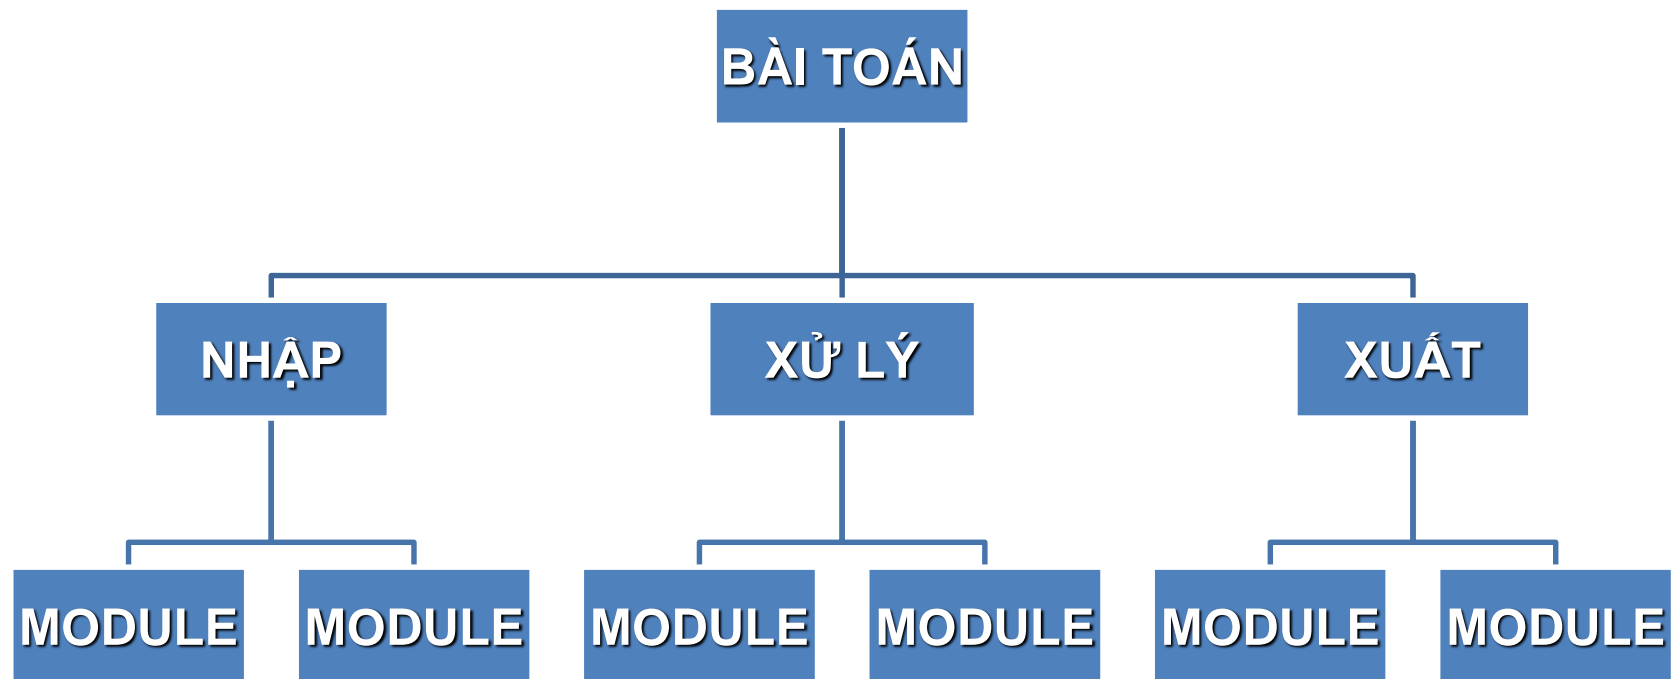 BÀI TOÁN
NHẬP
XỬ LÝ
XUẤT
MODULE
MODULE
MODULE
MODULE
MODULE
MODULE